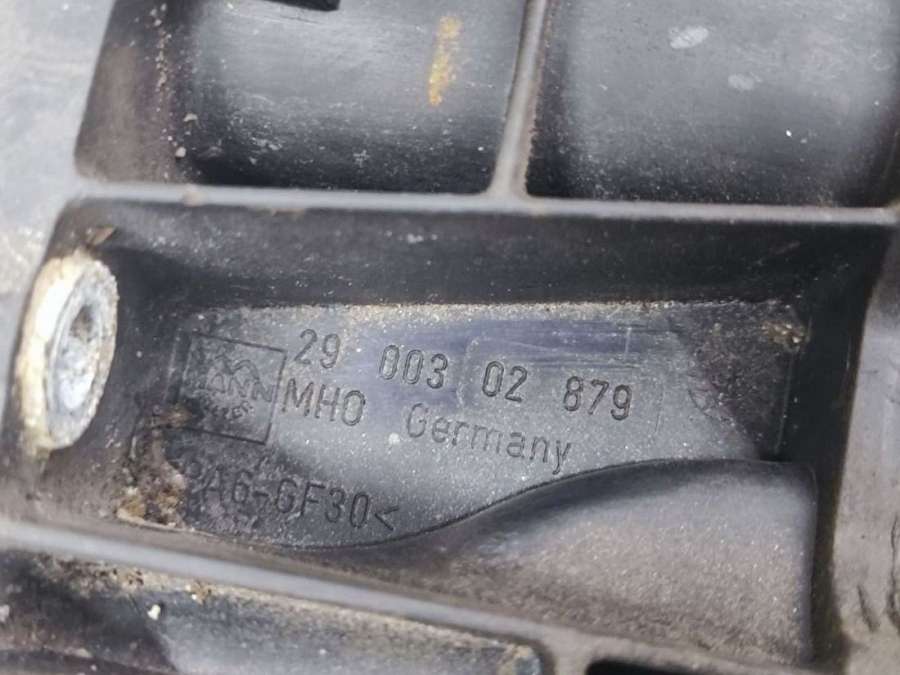 29 003 02 879
MHO Germany
PA6-GF30<